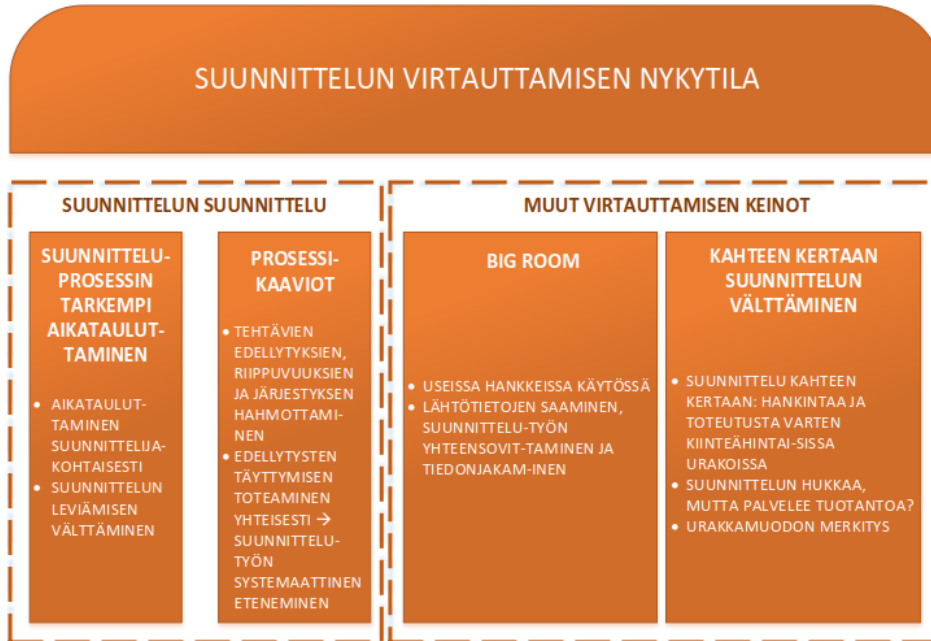 SUUNNITTELUN VIRTAUTTAMISEN NYKYTILA
SUUNNITTELUN SUUNNITTELU
SUUNNITTELU-
PROSESSIN
TARKEMPI
AIKATAULUT-
TAMINEN
• AIKATAULUT-
TAMINEN
SUUNNITTELIJA-
KOHTAISESTI
• SUUNNITTELUN
LEVIÄMISEN
VÄLTTÄMINEN
PROSESSI-
KAAVIOT
• TEHTÄVIEN
EDELLYTYKSIEN,
RIIPPUVUUKSIEN
JA JÄRJESTYKSEN
HAHMOTTAMI-
NEN
• EDELLYTYSTEN
TÄYTTYMISEN
TOTEAMINEN
YHTEISESTI →
SUUNNITTELU-
TYÖN
SYSTEMAATTINEN
ETENEMINEN
MUUT VIRTAUTTAMISEN KEINOT
BIG ROOM
• USEISSA HANKKEISSA KÄYTÖSSÄ
• LÄHTÖTIETOJEN SAAMINEN,
SUUNNITTELU-TYÖN
YHTEENSOVIT-TAMINEN JA
TIEDONJAKAM-INEN
KAHTEEN KERTAAN
SUUNNITTELUN
VÄLTTÄMINEN
• SUUNNITTELU KAHTEEN
KERTAAN: HANKINTAA JA
TOTEUTUSTA VARTEN
KIINTEÄHINTAI-SISSA
URAKOISSA
• SUUNNITTELUN HUKKAA,
MUTTA PALVELEE TUOTANTOA?
• URAKKAMUODON MERKITYS